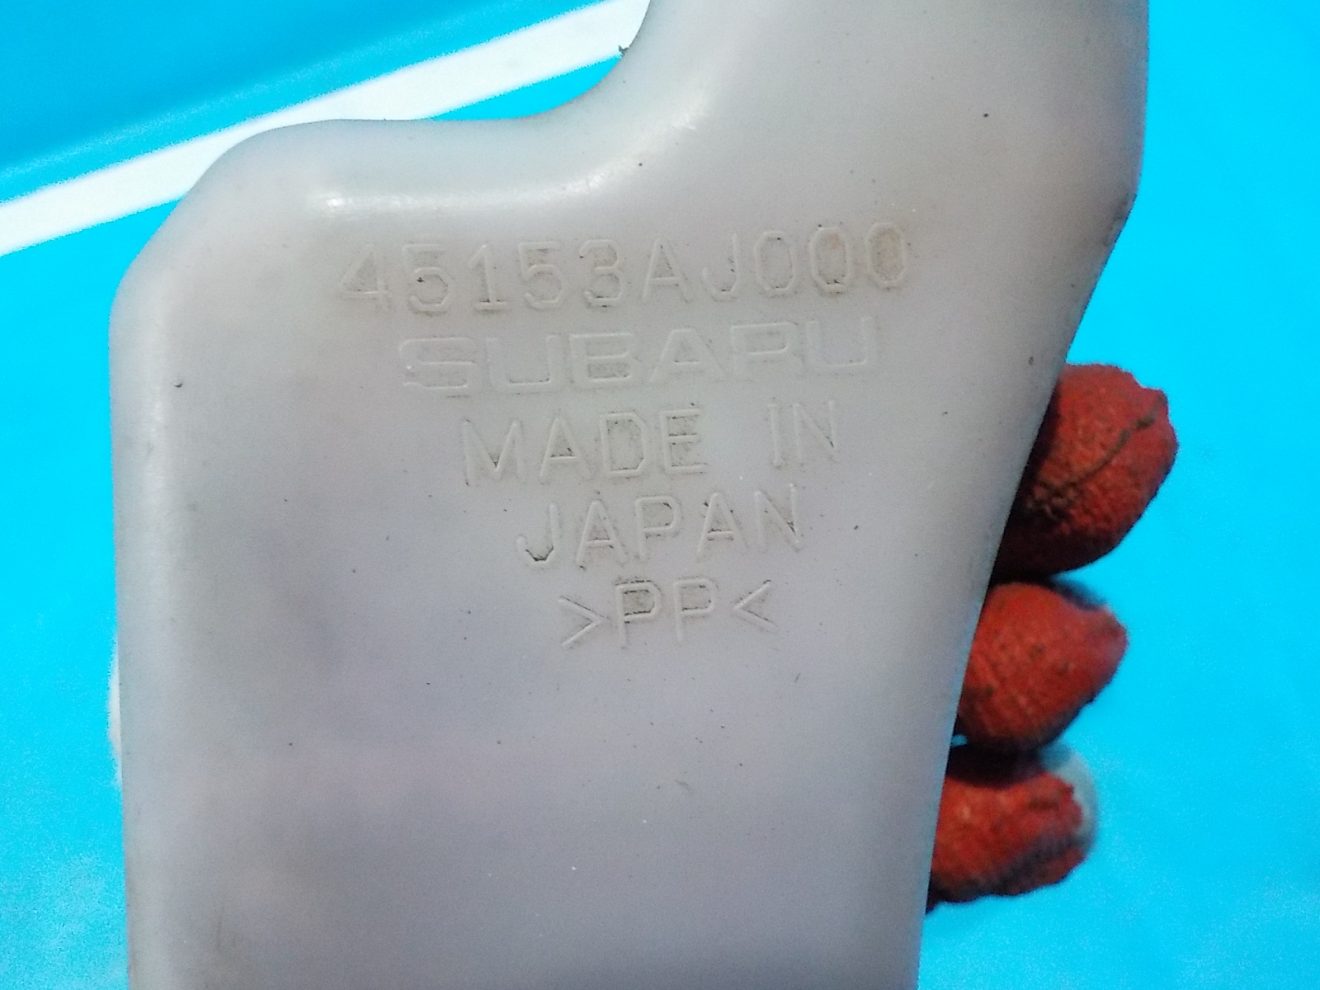 45153AJ000
SUBARU
MADE IN
JAPAN
>PP<